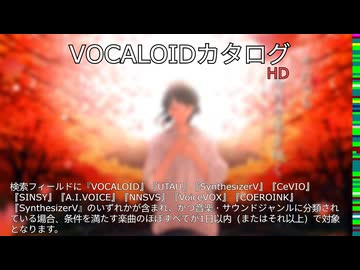 VOCALOIDカタログ
HD
検索フィールドに『VOCALOID』『UTAU』『SynthesizerV』『CeVIO』
『SINSY』『A.I.VOICE』『NNSVS』『VoiceVOX』『COEROINK』
『SynthesizerV』のいずれかが含まれ、かつ音楽・サウンドジャンルに分類され
ている場合、条件を満たす楽曲のほぼすべてが1日以内（またはそれ以上）で対象
となります。